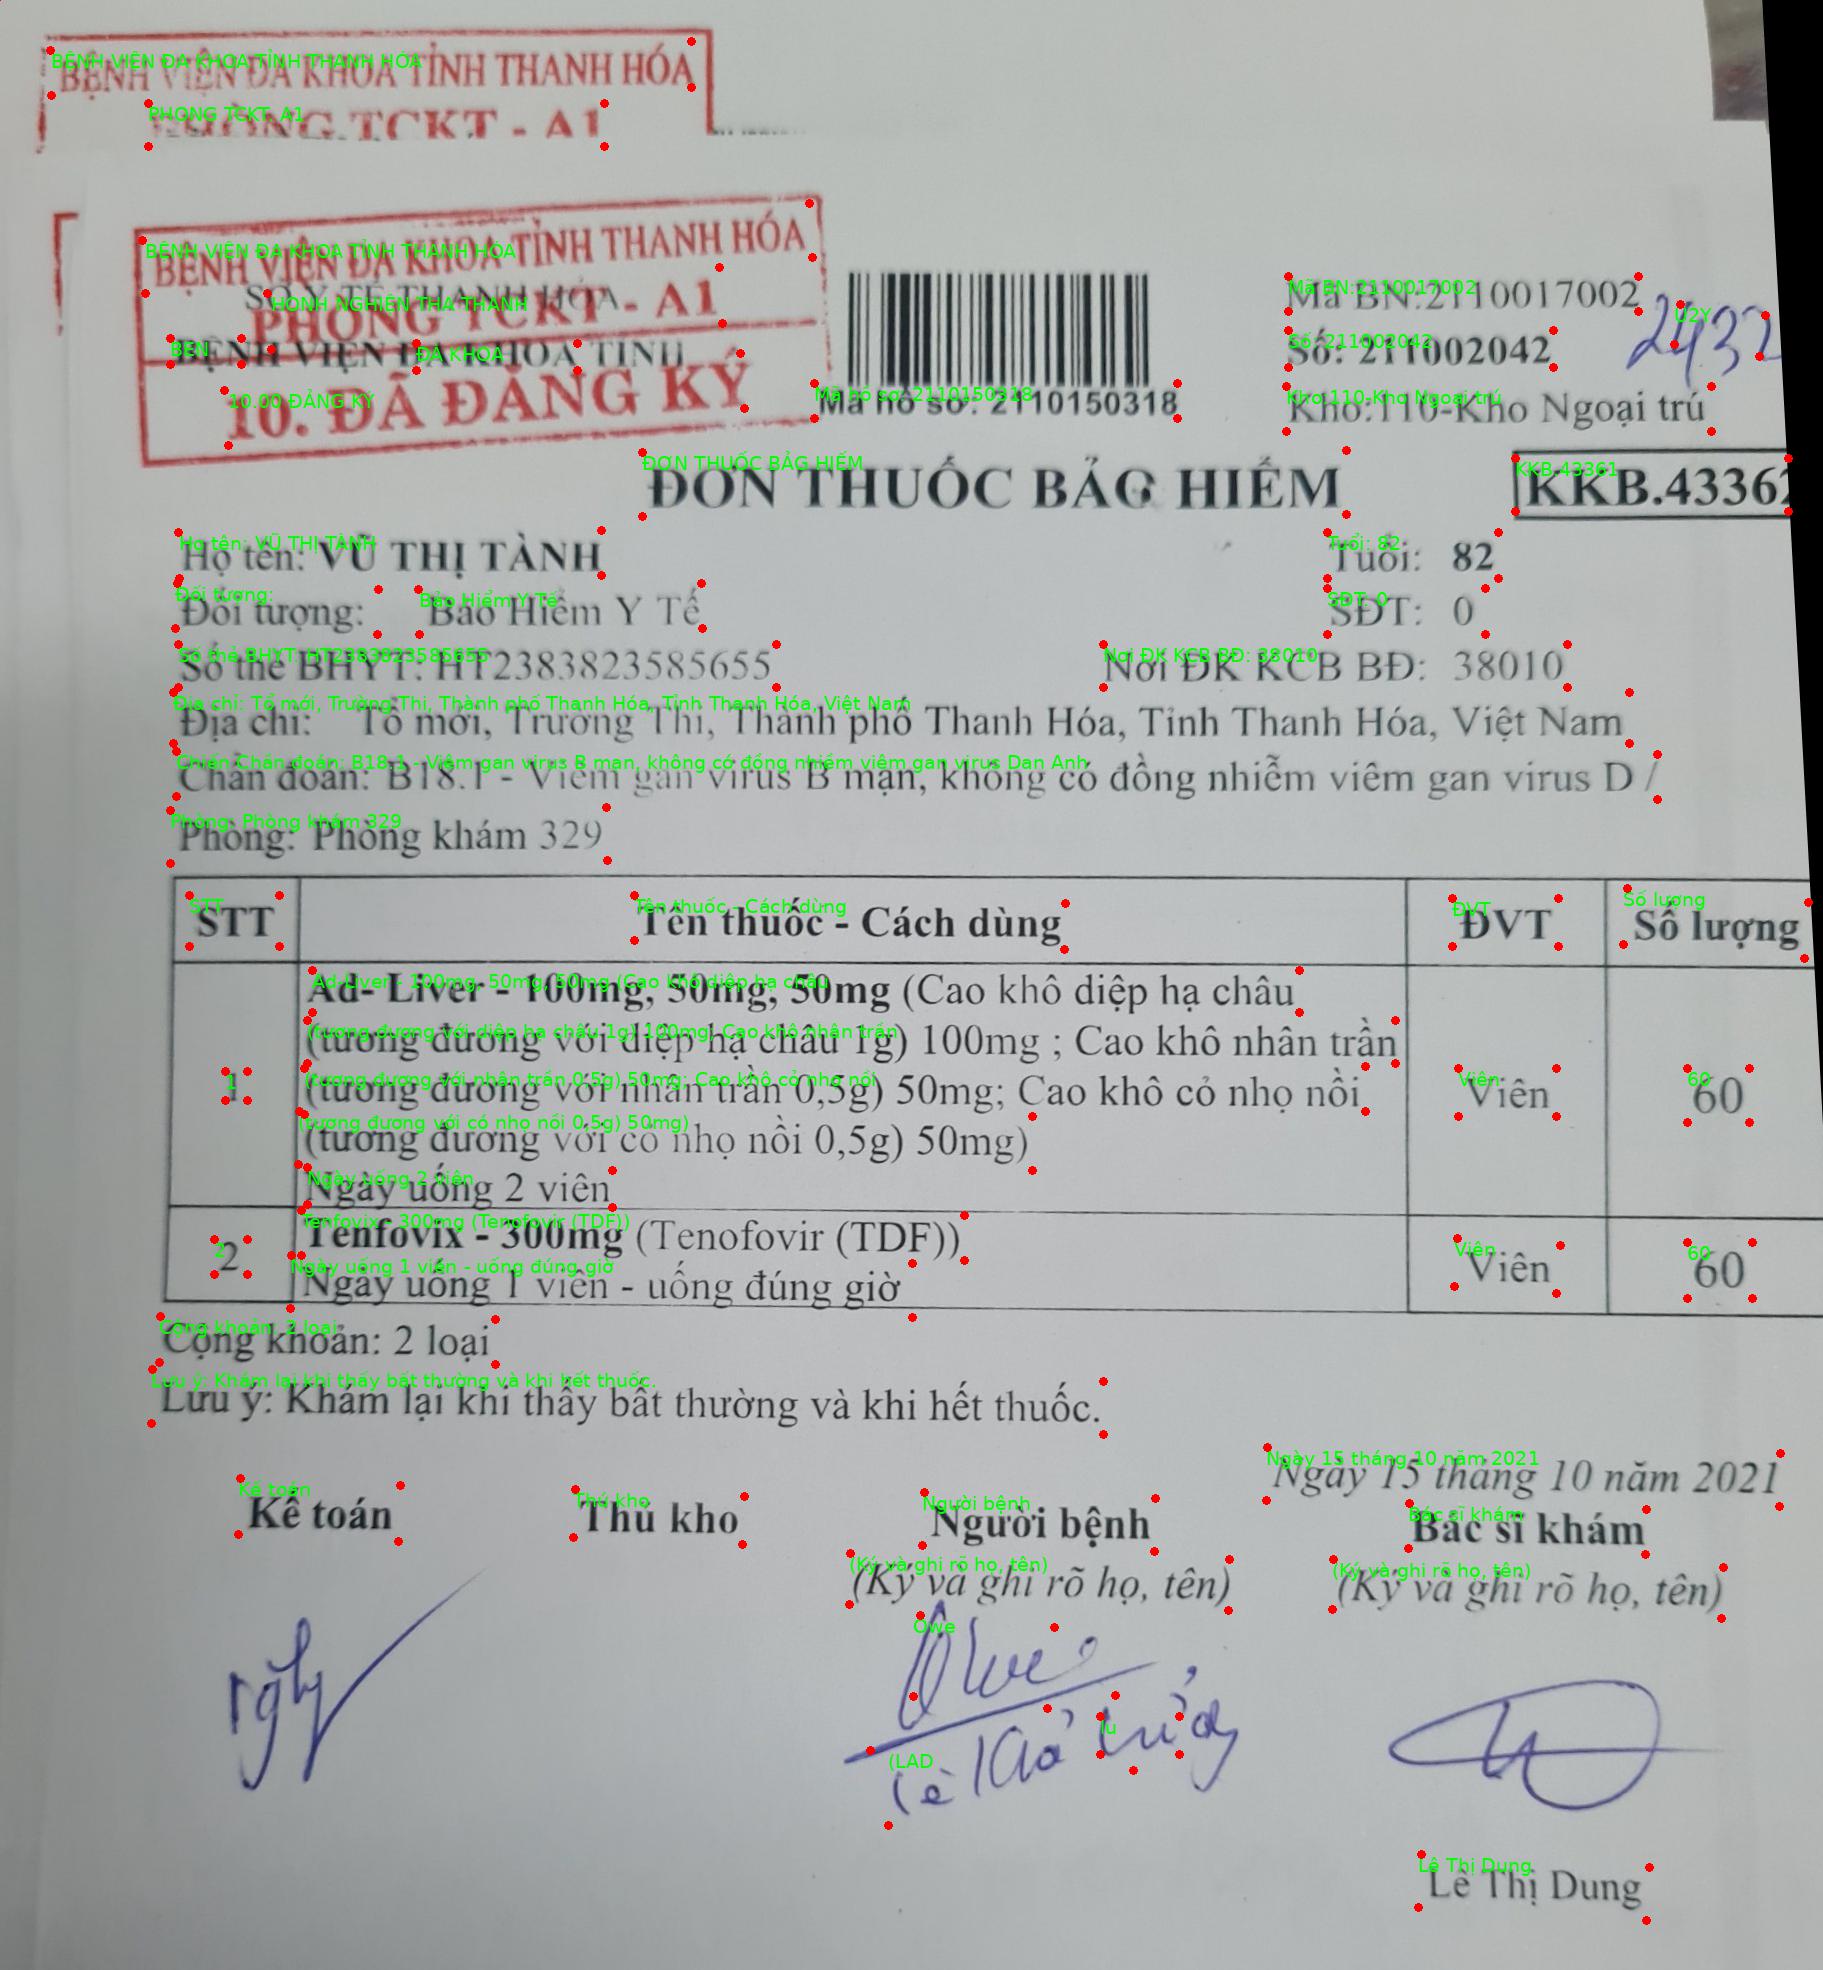 BỆNH VIỆN ĐA KHOA TỈNH THANH HÓA
PHÒNG TCKT - A1
BỆNH VIỆN ĐA KHOA TỈNH THANH HÓA
SỞ Y TẾ THANH HÓA
PHÒNG TCKT - A1
BỆNH VIỆN ĐA KHOA TỈNH
10. ĐÃ ĐĂNG KÝ
Mã hồ sơ: 2110150318
Mã BN:2110017002
Số: 211002042
2432
Kho:110-Kho Ngoại trú
ĐƠN THUỐC BẢO HIỂM
KKB.43362
Họ tên: VŨ THỊ TÀNH Tuổi: 82
Đối tượng: Bảo Hiểm Y Tế SĐT: 0
Số thẻ BHYT: HT2383823585655 Nơi ĐK KCB BĐ: 38010
Địa chỉ: Tổ mới, Trường Thi, Thành phố Thanh Hóa, Tỉnh Thanh Hóa, Việt Nam
Chẩn đoán: B18.1 - Viêm gan virus B mạn, không có đồng nhiễm viêm gan virus D /
Phòng: Phòng khám 329
STT Tên thuốc - Cách dùng ĐVT Số lượng
1 Ad- Liver - 100mg, 50mg, 50mg (Cao khô diệp hạ châu
(tương đương với diệp hạ châu 1g) 100mg ; Cao khô nhân trần
(tương đương với nhân trần 0,5g) 50mg; Cao khô cỏ nhọ nồi
(tương đương với cỏ nhọ nồi 0,5g) 50mg)
Ngày uống 2 viên
Viên 60
2 Tenfovix - 300mg (Tenofovir (TDF))
Ngày uống 1 viên - uống đúng giờ
Viên 60
Cộng khoản: 2 loại
Lưu ý: Khám lại khi thấy bất thường và khi hết thuốc.
Ngày 15 tháng 10 năm 2021
Kế toán Thủ kho Người bệnh Bác sĩ khám
(Ký và ghi rõ họ, tên) (Ký và ghi rõ họ, tên)
Lê Thị Dung